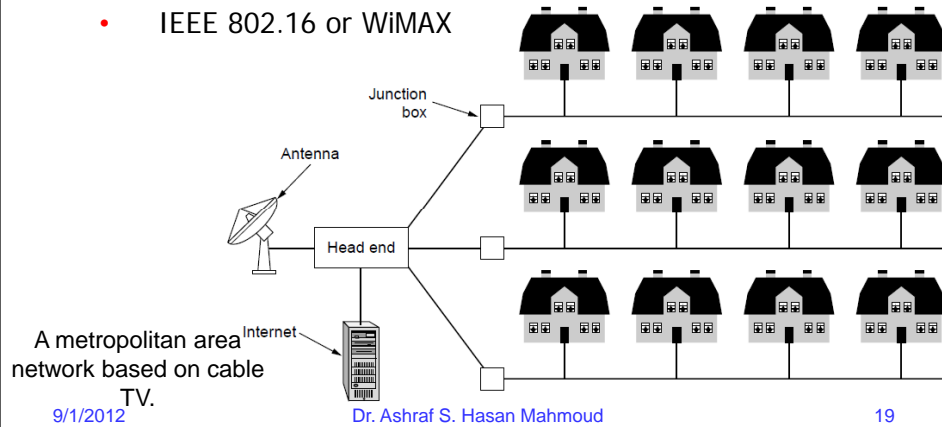 • IEEE 802.16 or WiMAX
Junction
box
Antenna
Head end
Internet
A metropolitan area
network based on cable
TV.
9/1/2012
Dr. Ashraf S. Hasan Mahmoud
19